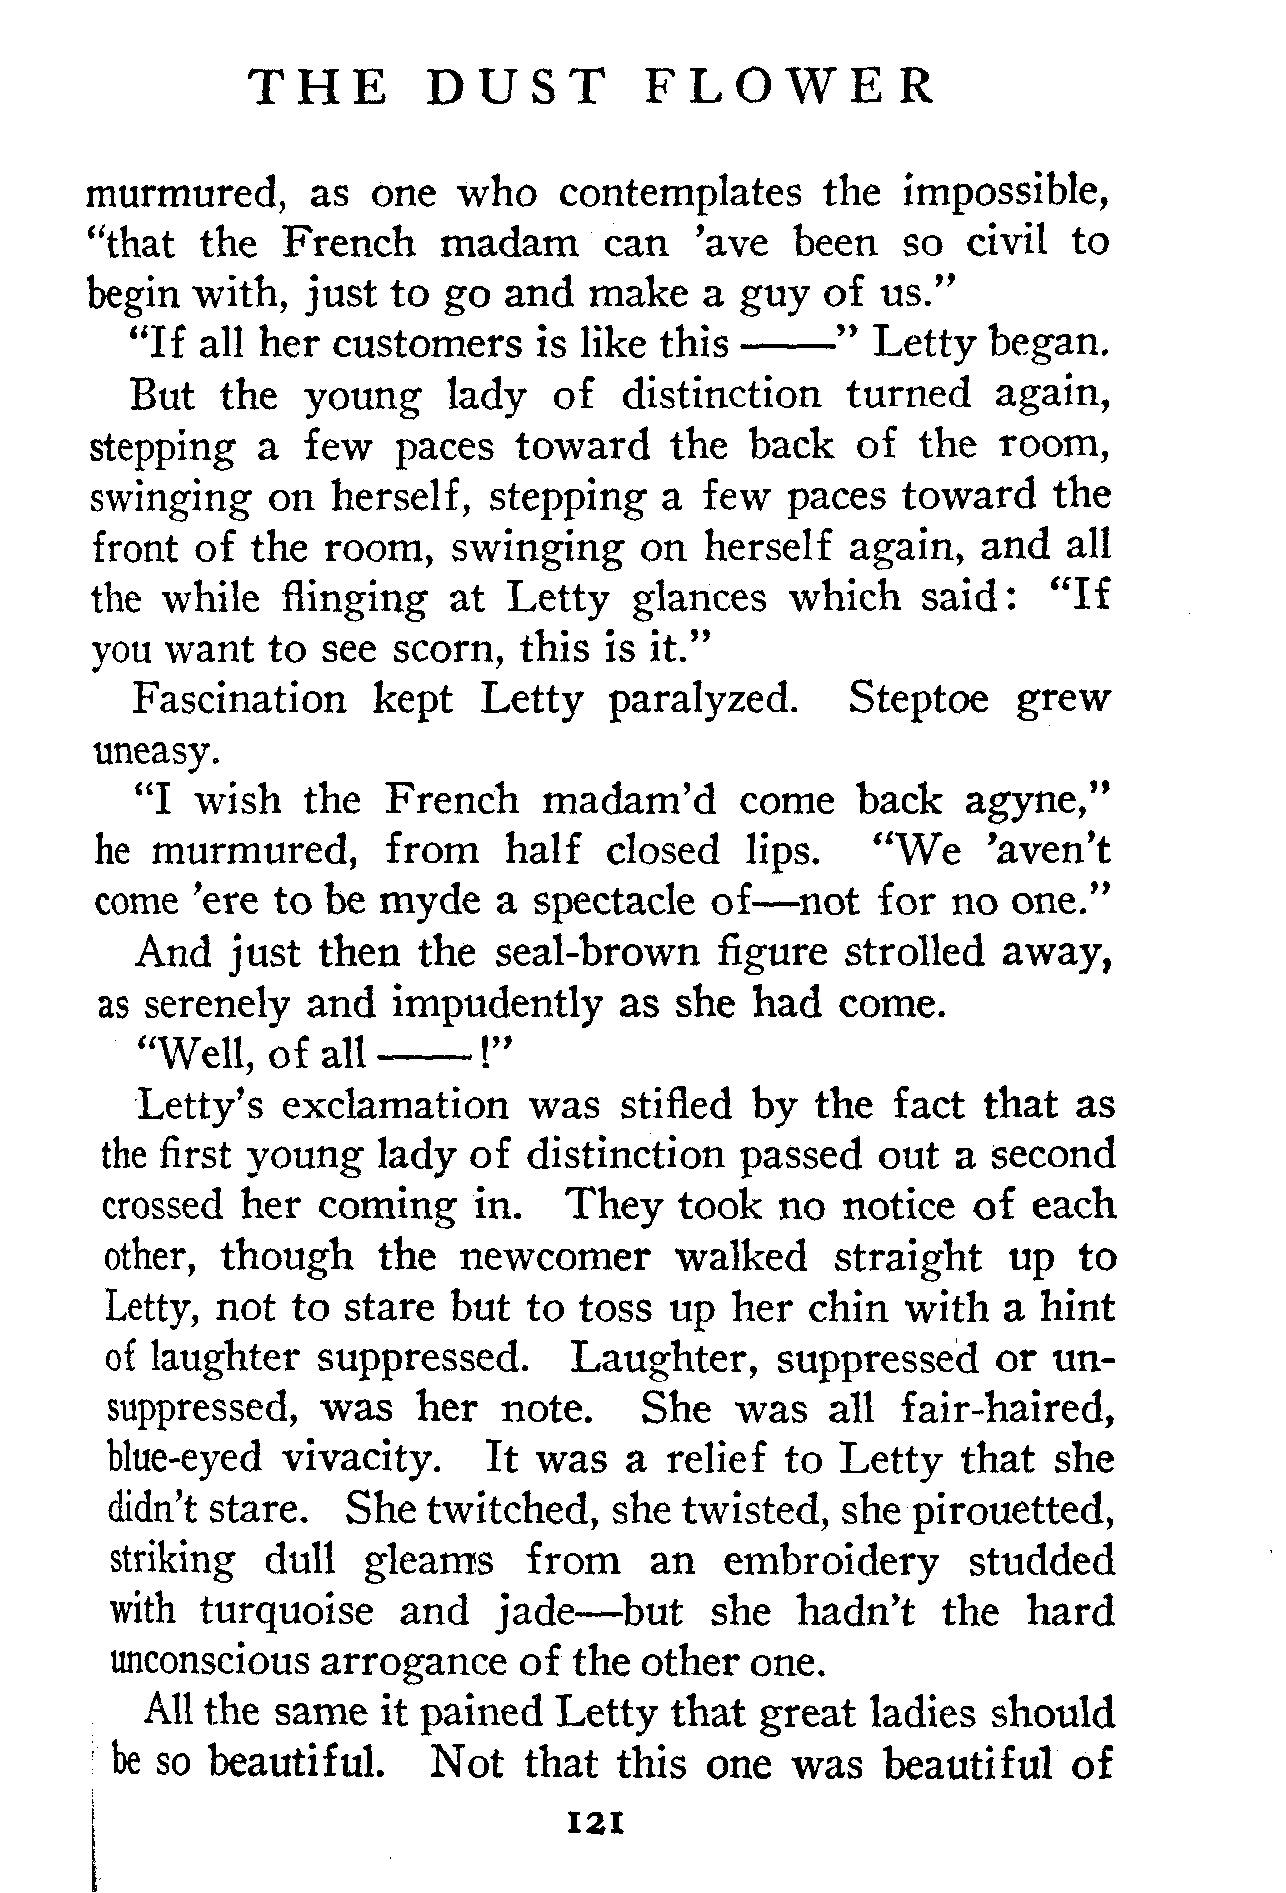 THE DUST FLOWER
murmured, as one who contemplates the impossible,
“that the French madam can ’ave been so civil to
begin with, just to go and make a guy of us.”
“If all her customers is like this ——” Letty began.
But the young lady of distinction turned again,
stepping a few paces toward the back of the room,
swinging on herself, stepping a few paces toward the
front of the room, swinging on herself again, and all
the while flinging at Letty glances which said: “If
you want to see scorn, this is it.”
Fascination kept Letty paralyzed. Steptoe grew
uneasy.
“I wish the French madam’d come back agyne,”
he murmured, from half closed lips. “We ’aven’t
come ’ere to be myde a spectacle of—not for no one.”
And just then the seal-brown figure strolled away,
as serenely and impudently as she had come.
“Well, of all ——!”
Letty’s exclamation was stifled by the fact that as
the first young lady of distinction passed out a second
crossed her coming in. They took no notice of each
other, though the newcomer walked straight up to
Letty, not to stare but to toss up her chin with a hint
of laughter suppressed. Laughter, suppressed or un-
suppressed, was her note. She was all fair-haired,
blue-eyed vivacity. It was a relief to Letty that she
didn’t stare. She twitched, she twisted, she pirouetted,
striking dull gleams from an embroidery studded
with turquoise and jade—but she hadn’t the hard
unconscious arrogance of the other one.
All the same it pained Letty that great ladies should
be so beautiful. Not that this one was beautiful of
121